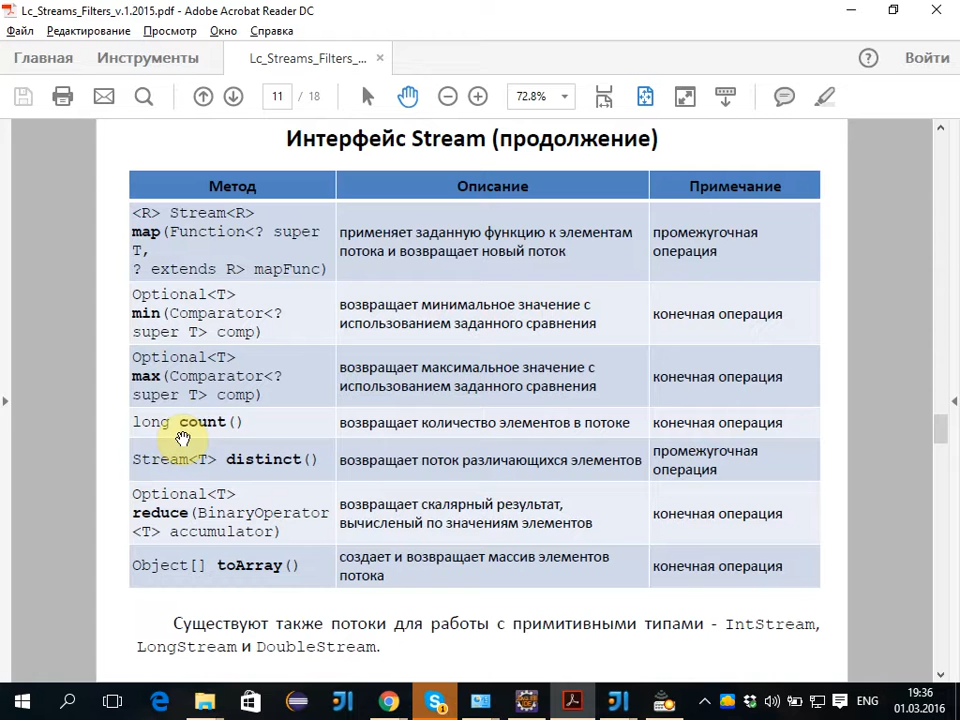 Lc_Streams_Filters_v.1.2015.pdf - Adobe Acrobat Reader DC
Файл Редактирование Просмотр Окно Справка
Главная Инструменты Lc_Streams_Filters_... × Войти
11 / 18 72.8%
Интерфейс Stream (продолжение)
Метод Описание Примечание
<R> Stream<R>
map(Function<? super
T,
? extends R> mapFunc)
применяет заданную функцию к элементам
потока и возвращает новый поток
промежугочная
операция
Optional<T>
min(Comparator<?
super T> comp)
возвращает минимальное значение с
использованием заданного сравнения
конечная операция
Optional<T>
max(Comparator<?
super T> comp)
возвращает максимальное значение с
использованием заданного сравнения
конечная операция
long count()
возвращает количество элементов в потоке
конечная операция
Stream<T> distinct()
возвращает поток различающихся элементов
промежугочная
операция
Optional<T>
reduce(BinaryOperator
<T> accumulator)
возвращает скалярный результат,
вычисленый по значениям элементов
конечная операция
Object[] toArray()
создает и возвращает массив элементов
потока
конечная операция
Существуют также потоки для работы с примитивными типами - IntStream,
LongStream и DoubleStream.
ENG
19:36
01.03.2016